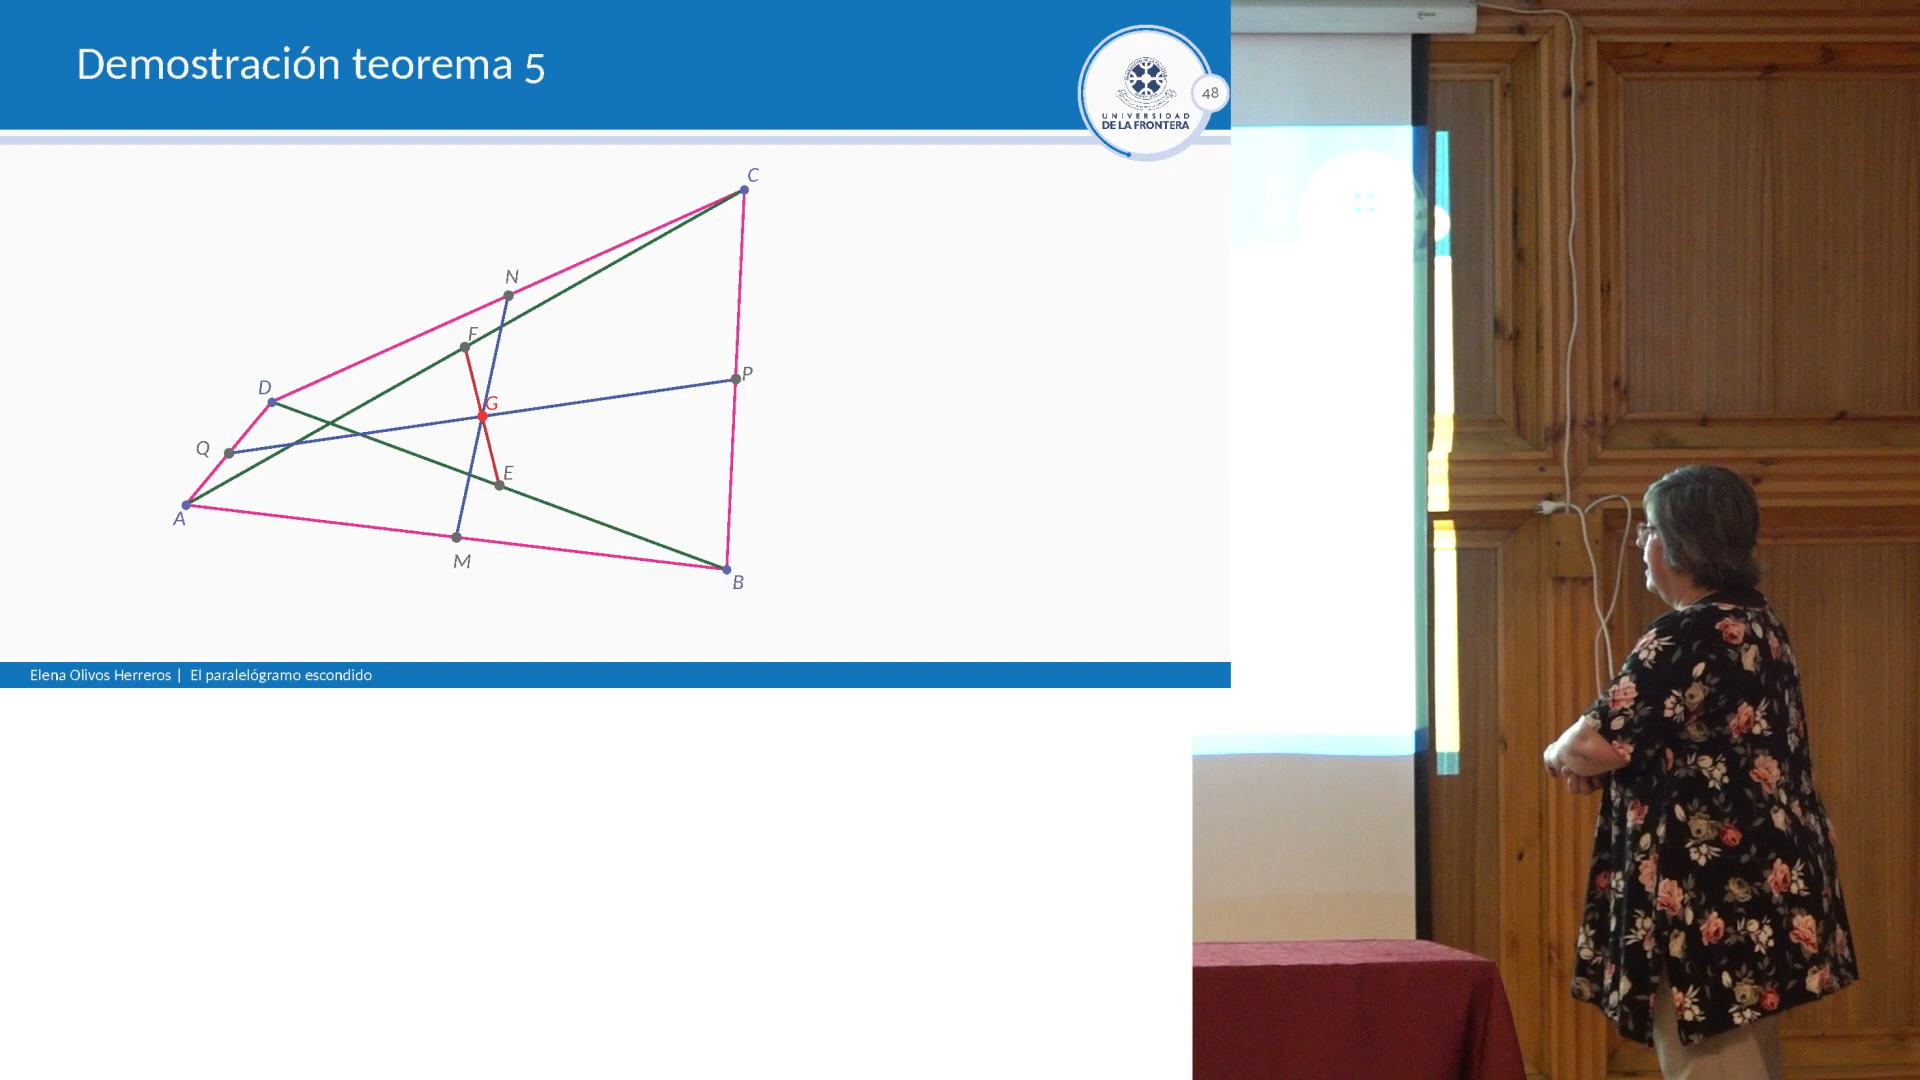 Demostración teorema 5
48
UNIVERSIDAD
DE LA FRONTERA
C
N
F
D
P
G
Q
E
A
M
B
Elena Olivos Herreros | El paralelógramo escondido